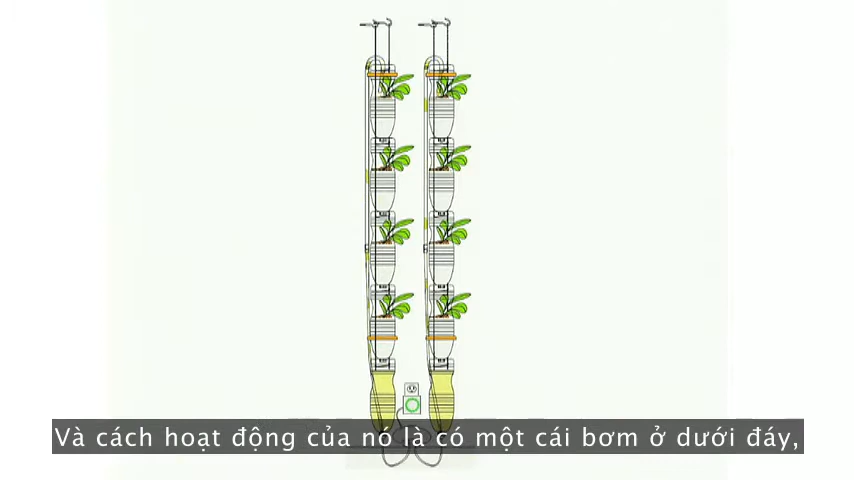 Và cách hoạt động của nó là có một cái bơm ở dưới đáy,